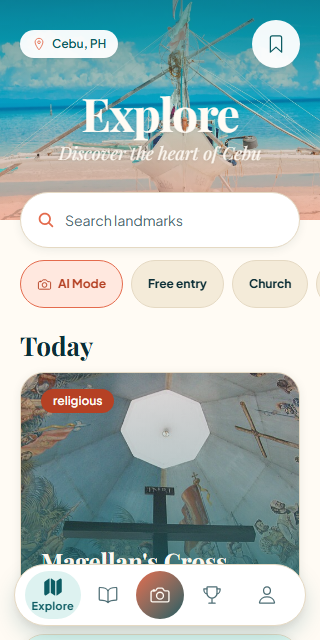 Cebu, PH
Explore
Discover the heart of Cebu
Search landmarks
AI Mode
Free entry
Church
Today
religious
Magellan's Cross
Explore